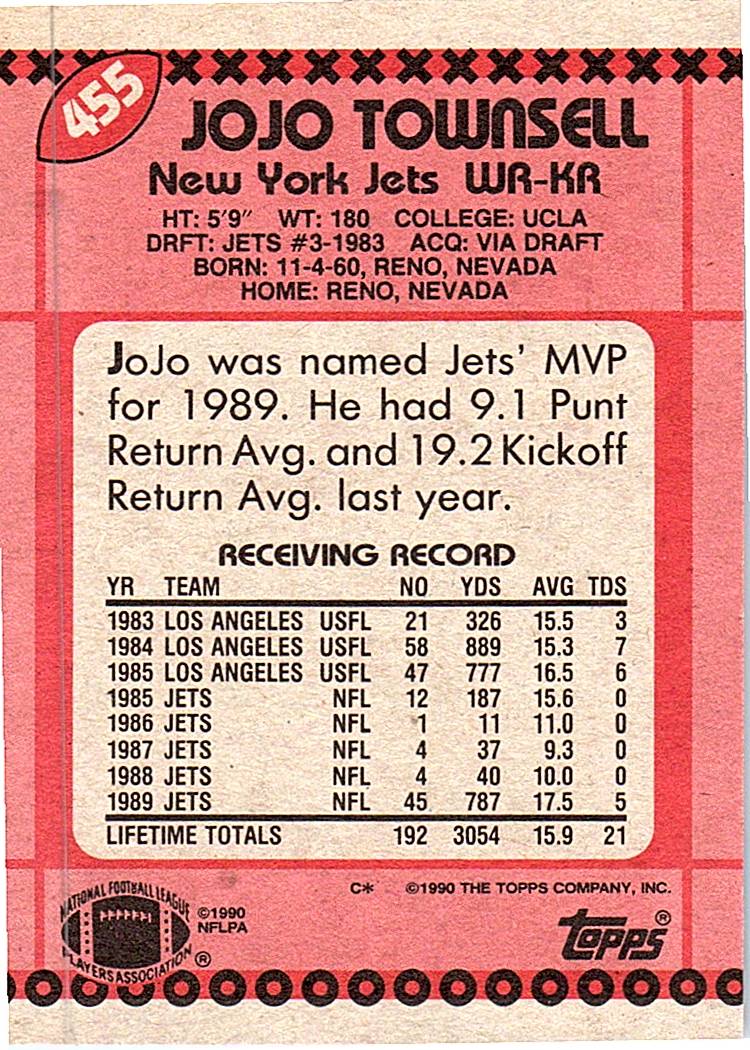 455
JOJO TOWNSELL
New York Jets WR-KR
HT: 5'9" WT: 180 COLLEGE: UCLA
DRFT: JETS #3-1983 ACQ: VIA DRAFT
BORN: 11-4-60, RENO, NEVADA
HOME: RENO, NEVADA
JoJo was named Jets' MVP
for 1989. He had 9.1 Punt
Return Avg. and 19.2 Kickoff
Return Avg. last year.
RECEIVING RECORD
YR TEAM NO YDS AVG TDS
1983 LOS ANGELES USFL 21 326 15.5 3
1984 LOS ANGELES USFL 58 889 15.3 7
1985 LOS ANGELES USFL 47 777 16.5 6
1985 JETS NFL 12 187 15.6 0
1986 JETS NFL 1 11 11.0 0
1987 JETS NFL 4 37 9.3 0
1988 JETS NFL 4 40 10.0 0
1989 JETS NFL 45 787 17.5 5
LIFETIME TOTALS 192 3054 15.9 21
C* ©1990 THE TOPPS COMPANY, INC.
NATIONAL FOOTBALL LEAGUE
PLAYERS ASSOCIATION ®
©1990
NFLPA
topps ®